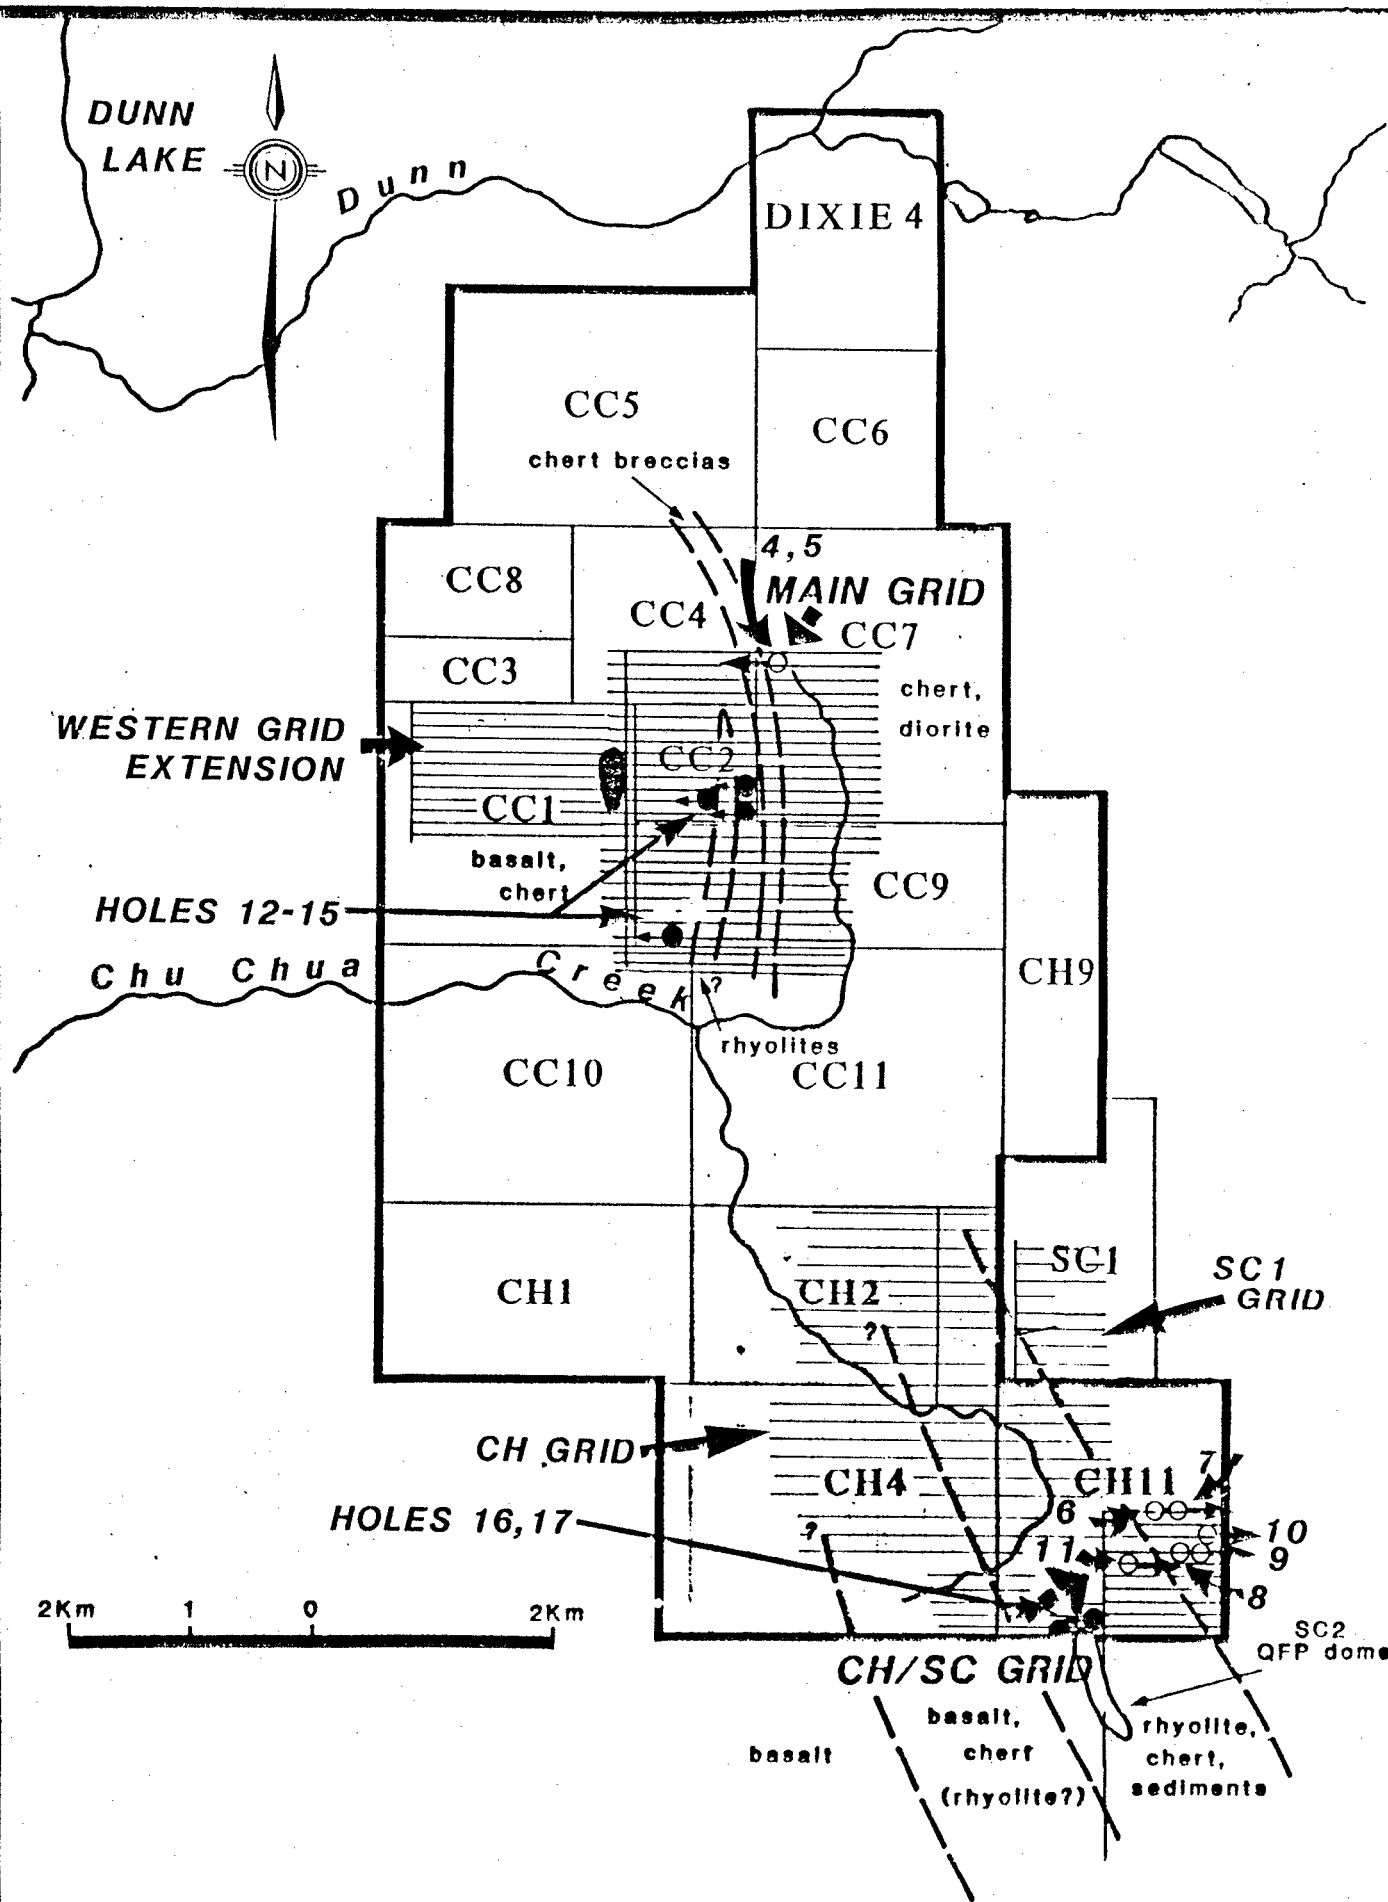 DUNN
LAKE
N
Dunn
DIXIE 4
CC5
CC6
chert breccias
4,5
MAIN GRID
CC8
CC4
CC7
CC3
chert,
diorite
WESTERN GRID
EXTENSION
CC2
CC1
basalt,
chert
CC9
HOLES 12-15
Chu Chua Creek
?
CH9
rhyolites
CC10
CC11
SC1
SC1
GRID
CH1
CH2
?
CH GRID
CH4
CH11
7
6
HOLES 16,17
?
11
10
9
8
2Km 1 0 2Km
SC2
QFP dome
CH/SC GRID
basalt
basalt,
chert
(rhyolite?)
rhyolite,
chert,
sediments